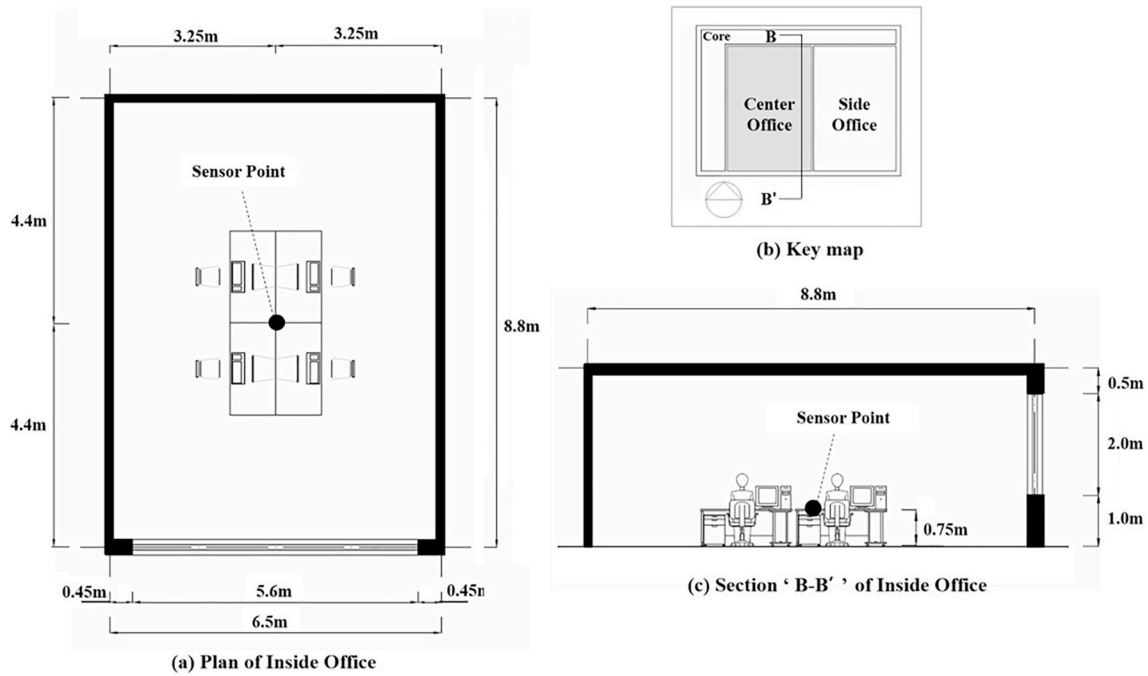 3.25m 3.25m
Sensor Point
4.4m
4.4m
8.8m
0.45m 5.6m 0.45m
6.5m
(a) Plan of Inside Office
Core B
Center Office
Side Office
B'
(b) Key map
8.8m
Sensor Point
0.5m
2.0m
1.0m
0.75m
(c) Section ‘ B-B′ ’ of Inside Office